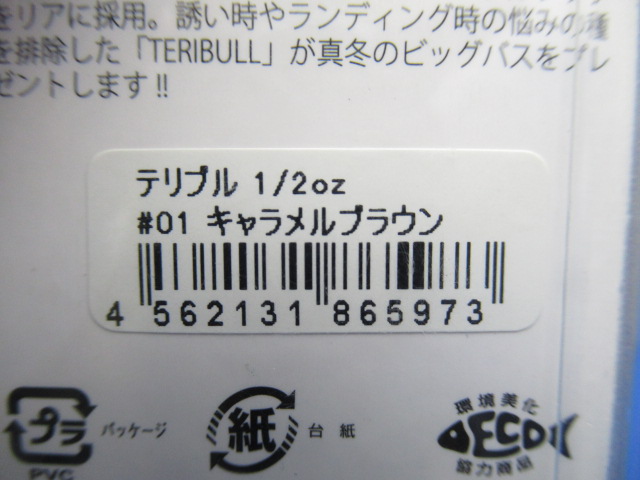 をリアに採用。誘い時やランディング時の悩みの種
を排除した「TERIBULL」が真冬のビッグバスをプレ
ゼントします!!
テリブル 1/2oz
#01 キャラメルブラウン
4 562131 865973
プラ パッケージ
PVC
紙 台紙
環境美化
ECO
協力商品